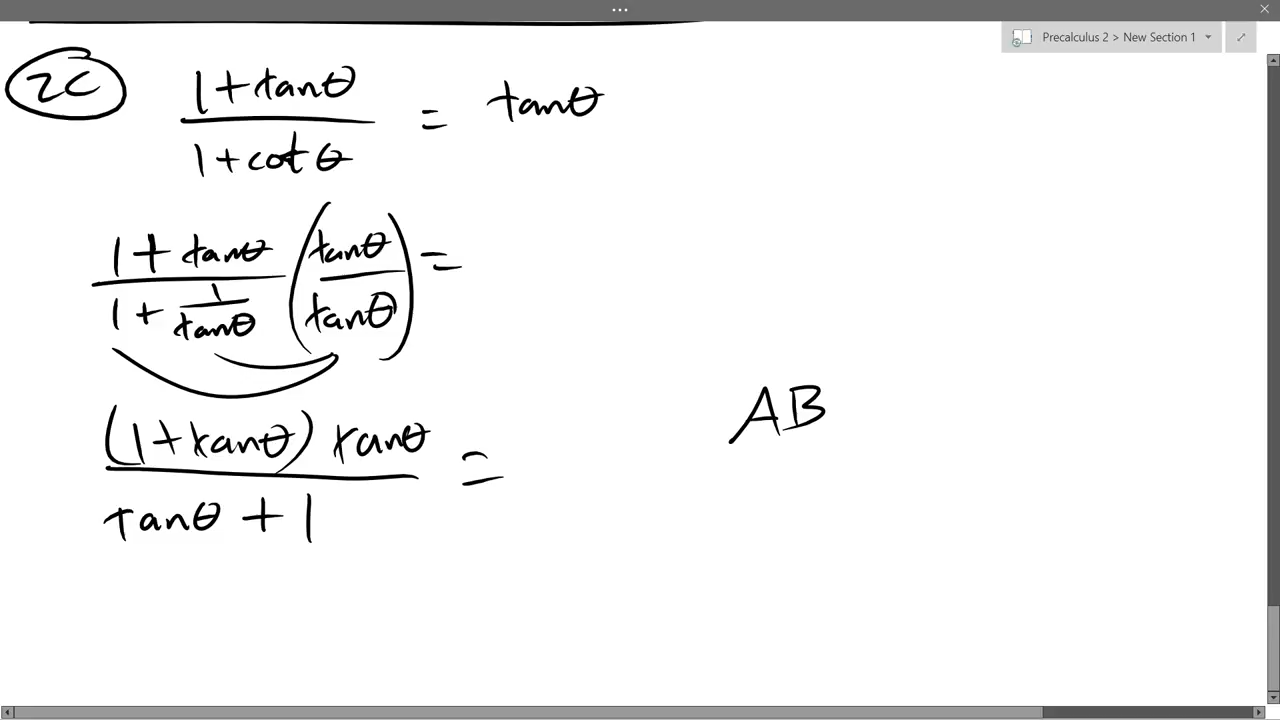 Precalculus 2 > New Section 1
2C
1 + tanθ
1 + cot θ
= tanθ
1 + tanθ
1 + 1
tanθ
( tanθ
tanθ ) =
(1 + tanθ) tanθ
tanθ + 1
=
AB